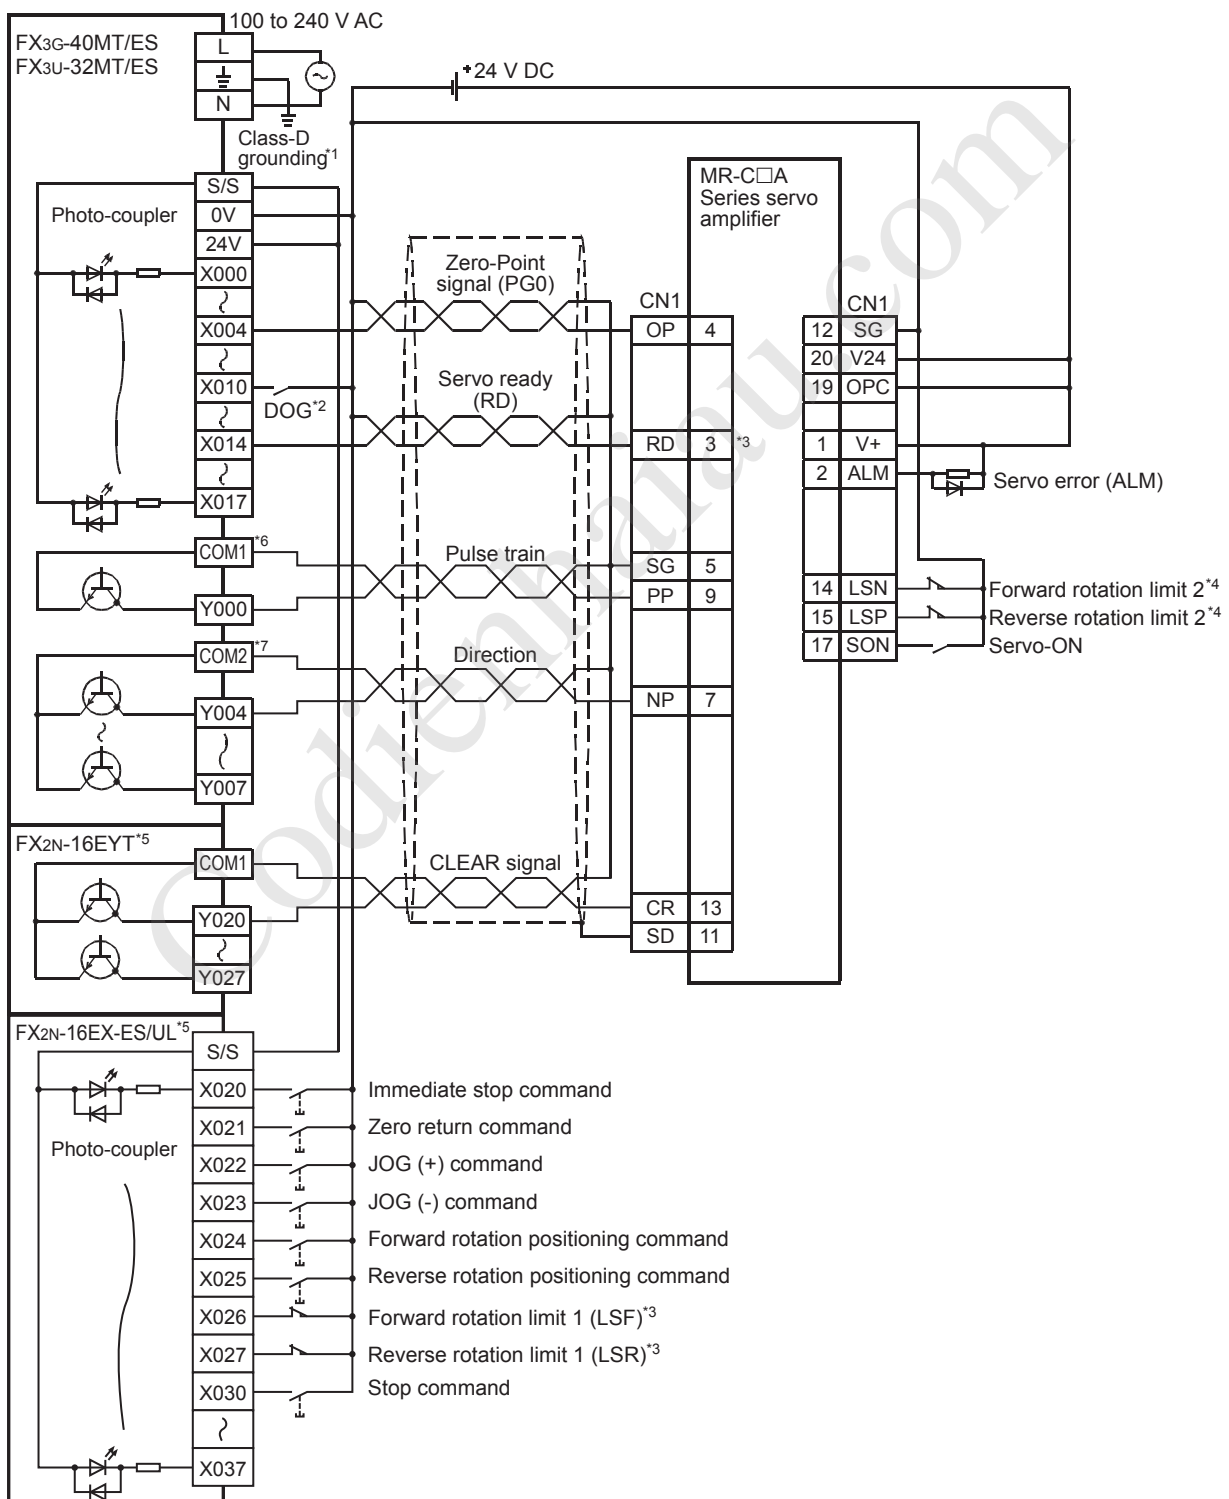 100 to 240 V AC
FX3G-40MT/ES
FX3U-32MT/ES
L
N
Class-D
grounding*1
+24 V DC
S/S
Photo-coupler
0V
24V
X000
X004
X010
DOG*2
X014
X017
COM1 *6
Y000
COM2 *7
Y004
Y007
Zero-Point
signal (PG0)
Servo ready
(RD)
Pulse train
Direction
CLEAR signal
MR-C□A
Series servo
amplifier
CN1
OP 4
RD 3 *3
SG 5
PP 9
NP 7
CR 13
SD 11
CN1
12 SG
20 V24
19 OPC
1 V+
2 ALM Servo error (ALM)
14 LSN Forward rotation limit 2*4
15 LSP Reverse rotation limit 2*4
17 SON Servo-ON
FX2N-16EYT*5
COM1
Y020
Y027
FX2N-16EX-ES/UL*5
S/S
X020 Immediate stop command
X021 Zero return command
Photo-coupler
X022 JOG (+) command
X023 JOG (-) command
X024 Forward rotation positioning command
X025 Reverse rotation positioning command
X026 Forward rotation limit 1 (LSF)*3
X027 Reverse rotation limit 1 (LSR)*3
X030 Stop command
X037
Codienhaiau.com